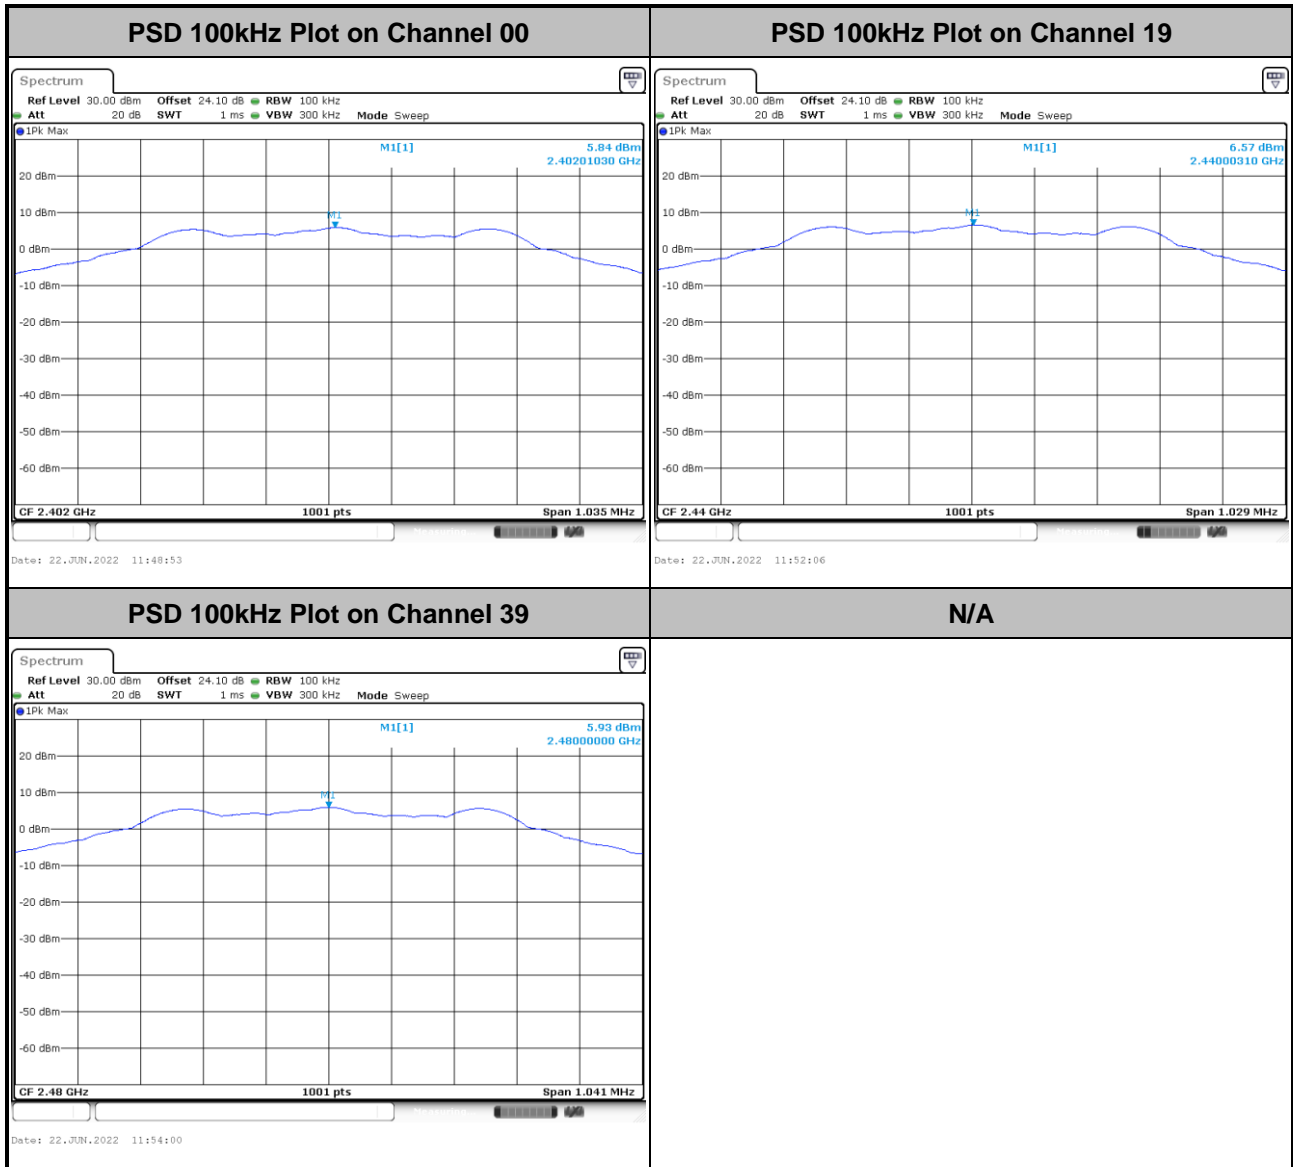 PSD 100kHz Plot on Channel 00
Spectrum
Ref Level 30.00 dBm Offset 24.10 dB RBW 100 kHz
Att 20 dB SWT 1 ms VBW 300 kHz Mode Sweep
1Pk Max
M1[1] 5.84 dBm
2.40201030 GHz
20 dBm
10 dBm
M1
0 dBm
-10 dBm
-20 dBm
-30 dBm
-40 dBm
-50 dBm
-60 dBm
CF 2.402 GHz 1001 pts Span 1.035 MHz
Measuring...
Date: 22.JUN.2022 11:48:53
PSD 100kHz Plot on Channel 19
Spectrum
Ref Level 30.00 dBm Offset 24.10 dB RBW 100 kHz
Att 20 dB SWT 1 ms VBW 300 kHz Mode Sweep
1Pk Max
M1[1] 6.57 dBm
2.44000310 GHz
20 dBm
10 dBm
M1
0 dBm
-10 dBm
-20 dBm
-30 dBm
-40 dBm
-50 dBm
-60 dBm
CF 2.44 GHz 1001 pts Span 1.029 MHz
Measuring...
Date: 22.JUN.2022 11:52:06
PSD 100kHz Plot on Channel 39
Spectrum
Ref Level 30.00 dBm Offset 24.10 dB RBW 100 kHz
Att 20 dB SWT 1 ms VBW 300 kHz Mode Sweep
1Pk Max
M1[1] 5.93 dBm
2.48000000 GHz
20 dBm
10 dBm
M1
0 dBm
-10 dBm
-20 dBm
-30 dBm
-40 dBm
-50 dBm
-60 dBm
CF 2.48 GHz 1001 pts Span 1.041 MHz
Measuring...
Date: 22.JUN.2022 11:54:00
N/A